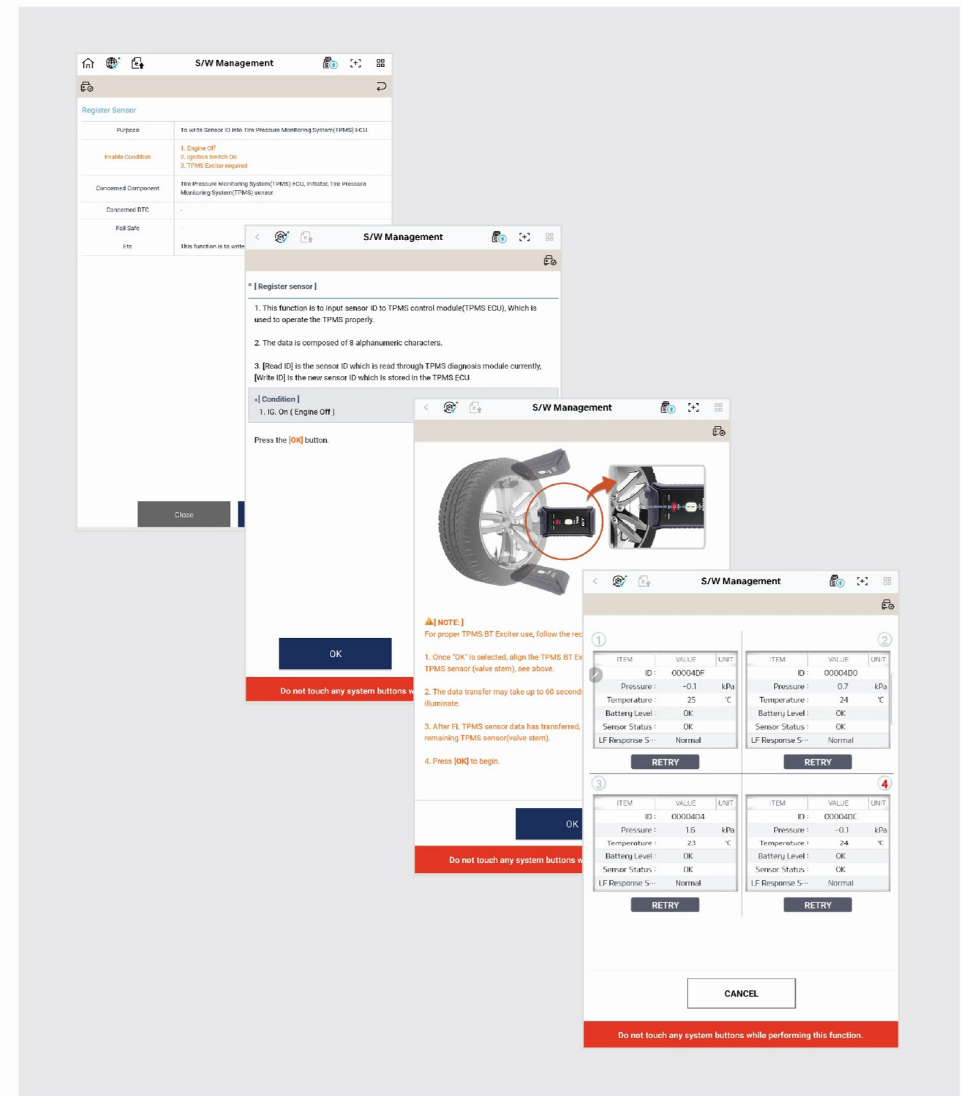 S/W Management
Register Sensor
Purpose
To write Sensor ID into Tire Pressure Monitoring System(TPMS) ECU.
Enable Condition
1. Engine Off
2. Ignition Switch On
3. TPMS Exciter required
Concerned Component
Tire Pressure Monitoring System(TPMS) ECU, Initiator, Tire Pressure
Monitoring System(TPMS) sensor
Concerned DTC
-
Fail Safe
-
Etc
This function is to write
Close
S/W Management
* [ Register sensor ]
1. This function is to input sensor ID to TPMS control module(TPMS ECU), Which is
used to operate the TPMS properly.
2. The data is composed of 8 alphanumeric characters.
3. [Read ID] is the sensor ID which is read through TPMS diagnosis module currently,
[Write ID] is the new sensor ID which is stored in the TPMS ECU.
*[ Condition ]
1. IG. On ( Engine Off )
Press the [OK] button.
OK
Do not touch any system buttons w
S/W Management
[ NOTE: ]
For proper TPMS BT Exciter use, follow the rec
1. Once "OK" is selected, align the TPMS BT Ex
TPMS sensor (valve stem), see above.
2. The data transfer may take up to 60 seconds
illuminate.
3. After FL TPMS sensor data has transferred,
remaining TPMS sensor(valve stem).
4. Press [OK] to begin.
OK
Do not touch any system buttons w
S/W Management
1
ITEM VALUE UNIT
ID : 00004DF
Pressure : -0.1 kPa
Temperature : 25 ℃
Battery Level : OK
Sensor Status : OK
LF Response S… Normal
RETRY
2
ITEM VALUE UNIT
ID : 00004D0
Pressure : 0.7 kPa
Temperature : 24 ℃
Battery Level : OK
Sensor Status : OK
LF Response S… Normal
RETRY
3
ITEM VALUE UNIT
ID : 00004D4
Pressure : 1.6 kPa
Temperature : 23 ℃
Battery Level : OK
Sensor Status : OK
LF Response S… Normal
RETRY
4
ITEM VALUE UNIT
ID : 00004DC
Pressure : -0.1 kPa
Temperature : 24 ℃
Battery Level : OK
Sensor Status : OK
LF Response S… Normal
RETRY
CANCEL
Do not touch any system buttons while performing this function.